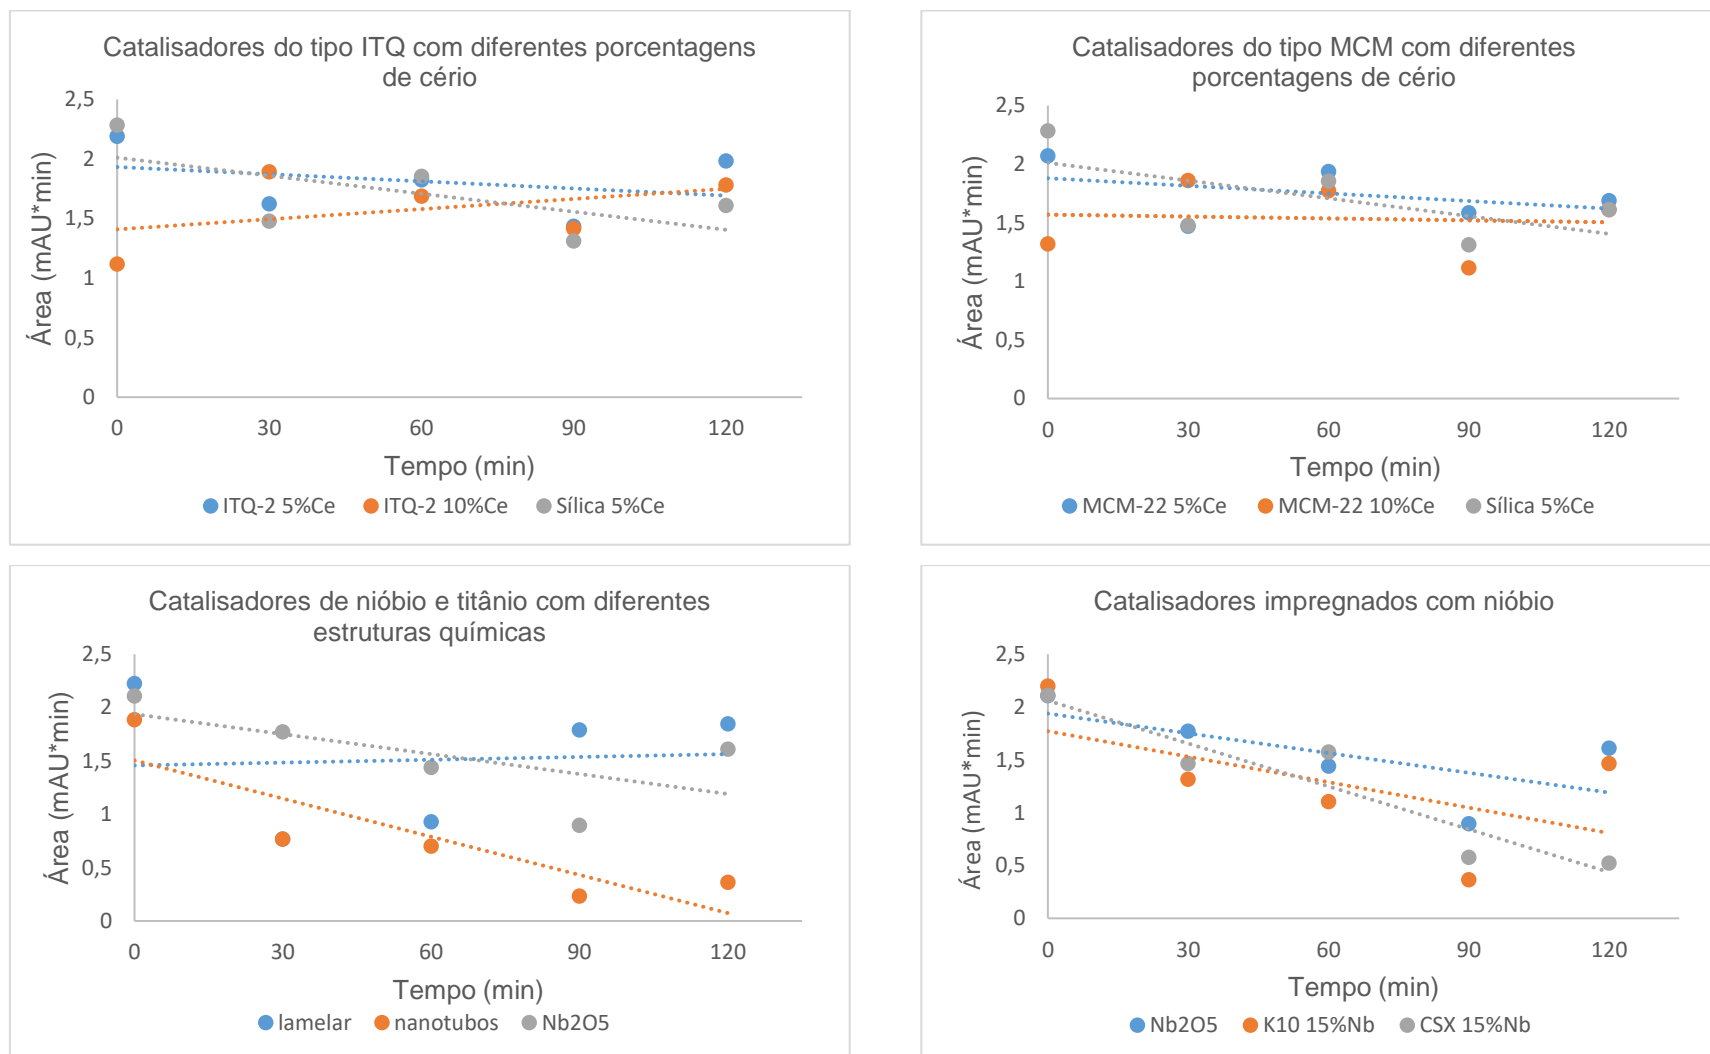 Catalisadores do tipo ITQ com diferentes porcentagens
de cério
2,5
2
1,5
1
0,5
0
0 30 60 90 120
Área (mAU*min)
Tempo (min)
ITQ-2 5%Ce ITQ-2 10%Ce Sílica 5%Ce
Catalisadores do tipo MCM com diferentes
porcentagens de cério
2,5
2
1,5
1
0,5
0
0 30 60 90 120
Área (mAU*min)
Tempo (min)
MCM-22 5%Ce MCM-22 10%Ce Sílica 5%Ce
Catalisadores de nióbio e titânio com diferentes
estruturas químicas
2,5
2
1,5
1
0,5
0
0 30 60 90 120
Área (mAU*min)
Tempo (min)
lamelar nanotubos Nb2O5
Catalisadores impregnados com nióbio
2,5
2
1,5
1
0,5
0
0 30 60 90 120
Área (mAU*min)
Tempo (min)
Nb2O5 K10 15%Nb CSX 15%Nb